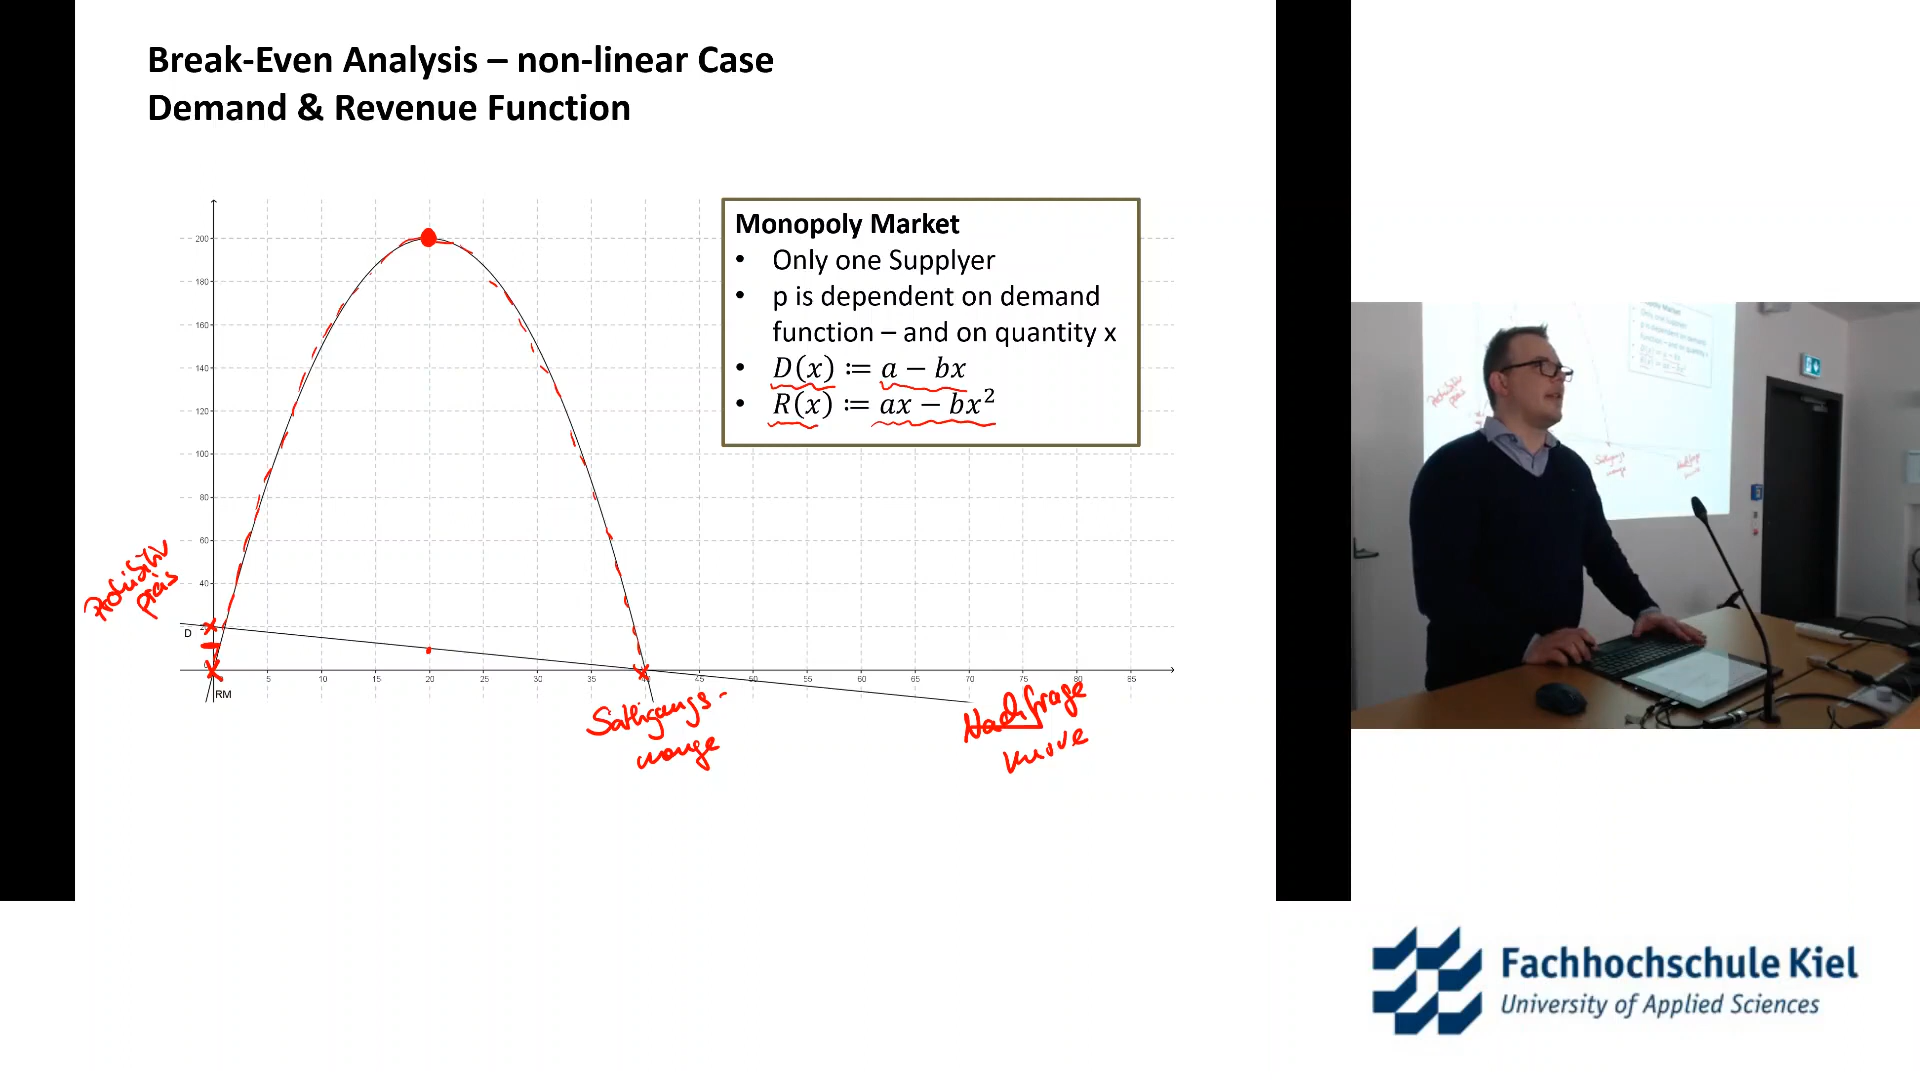 Break-Even Analysis – non-linear Case
Demand & Revenue Function
Monopoly Market
• Only one Supplyer
• p is dependent on demand
function – and on quantity x
• D(x) := a − bx
• R(x) := ax − bx²
200
180
160
140
120
100
80
60
40
0
D
RM
5 10 15 20 25 30 35 45 50 55 60 65 70 75 80 85
Prohibitiv
preis
Sättigungs-
menge
Nachfrage
kurve
Fachhochschule Kiel
University of Applied Sciences